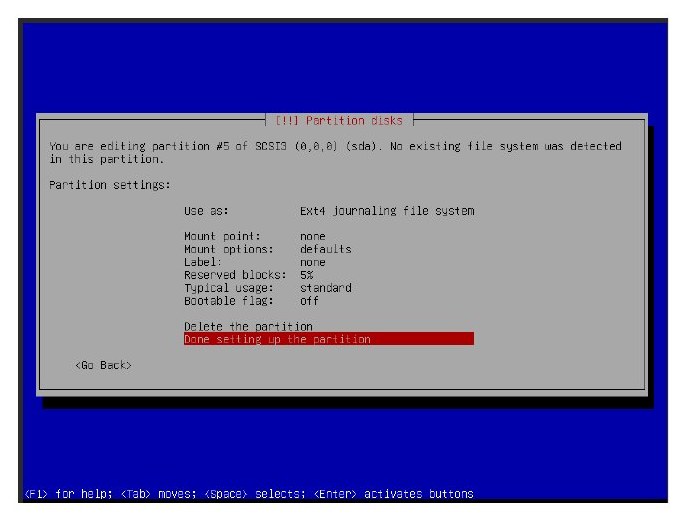 [!!] Partition disks
You are editing partition #5 of SCSI3 (0,0,0) (sda). No existing file system was detected
in this partition.
Partition settings:
Use as: Ext4 journaling file system
Mount point: none
Mount options: defaults
Label: none
Reserved blocks: 5%
Typical usage: standard
Bootable flag: off
Delete the partition
Done setting up the partition
<Go Back>
<F1> for help; <Tab> moves; <Space> selects; <Enter> activates buttons